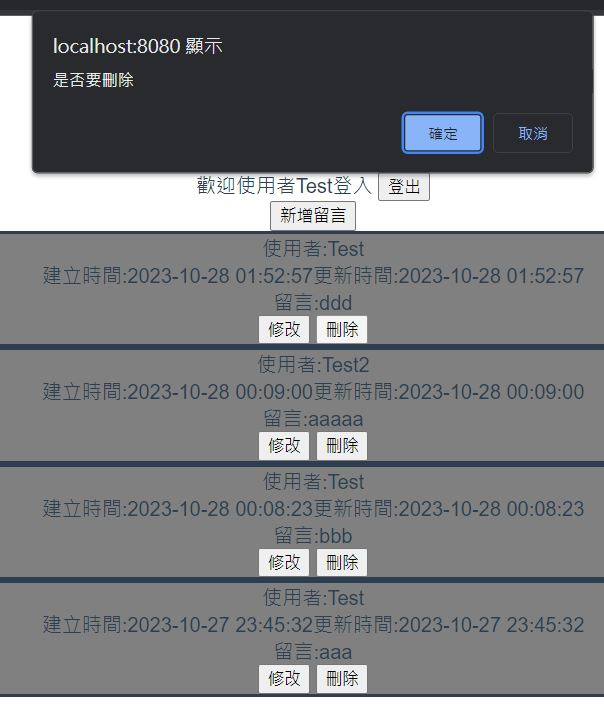 localhost:8080 顯示
是否要刪除
確定 取消
歡迎使用者Test登入 登出
新增留言
使用者:Test
建立時間:2023-10-28 01:52:57更新時間:2023-10-28 01:52:57
留言:ddd
修改 刪除
使用者:Test2
建立時間:2023-10-28 00:09:00更新時間:2023-10-28 00:09:00
留言:aaaaa
修改 刪除
使用者:Test
建立時間:2023-10-28 00:08:23更新時間:2023-10-28 00:08:23
留言:bbb
修改 刪除
使用者:Test
建立時間:2023-10-27 23:45:32更新時間:2023-10-27 23:45:32
留言:aaa
修改 刪除